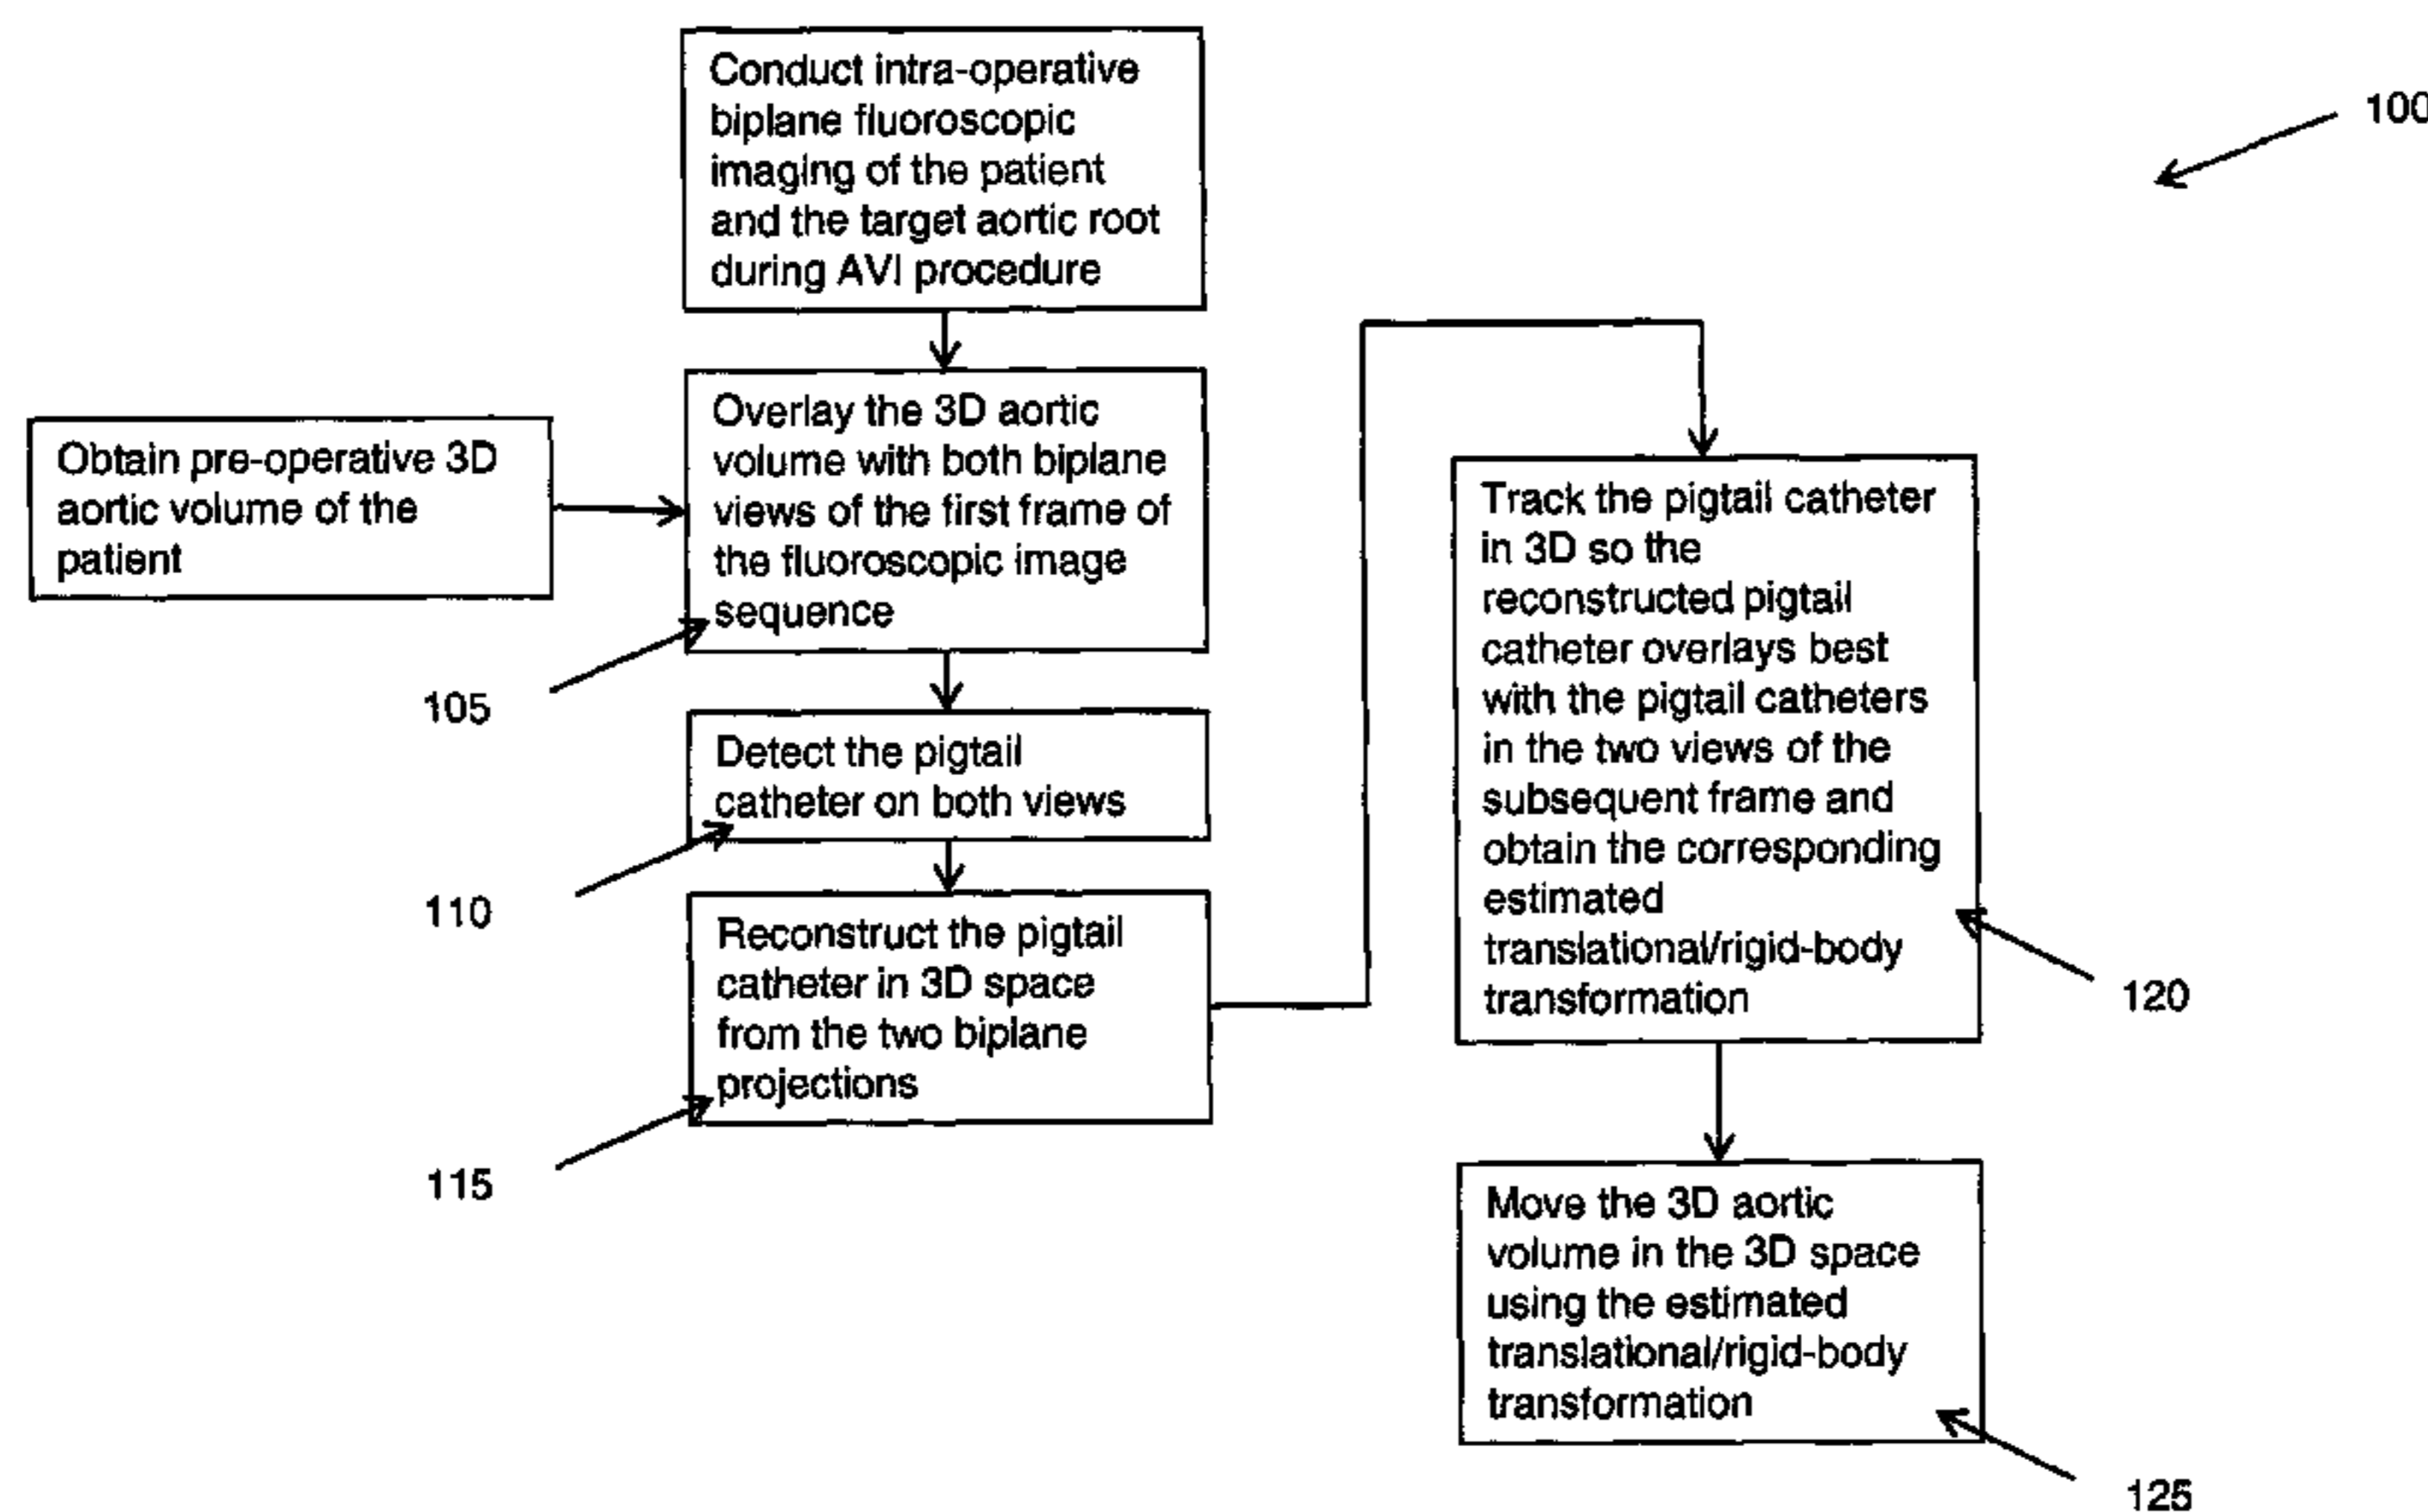 Conduct intra-operative
biplane fluoroscopic
imaging of the patient
and the target aortic root
during AVI procedure
100
Obtain pre-operative 3D
aortic volume of the
patient
Overlay the 3D aortic
volume with both biplane
views of the first frame of
the fluoroscopic image
sequence
105
Detect the pigtail
catheter on both views
110
Reconstruct the pigtail
catheter in 3D space
from the two biplane
projections
115
Track the pigtail catheter
in 3D so the
reconstructed pigtail
catheter overlays best
with the pigtail catheters
in the two views of the
subsequent frame and
obtain the corresponding
estimated
translational/rigid-body
transformation
120
Move the 3D aortic
volume in the 3D space
using the estimated
translational/rigid-body
transformation
125